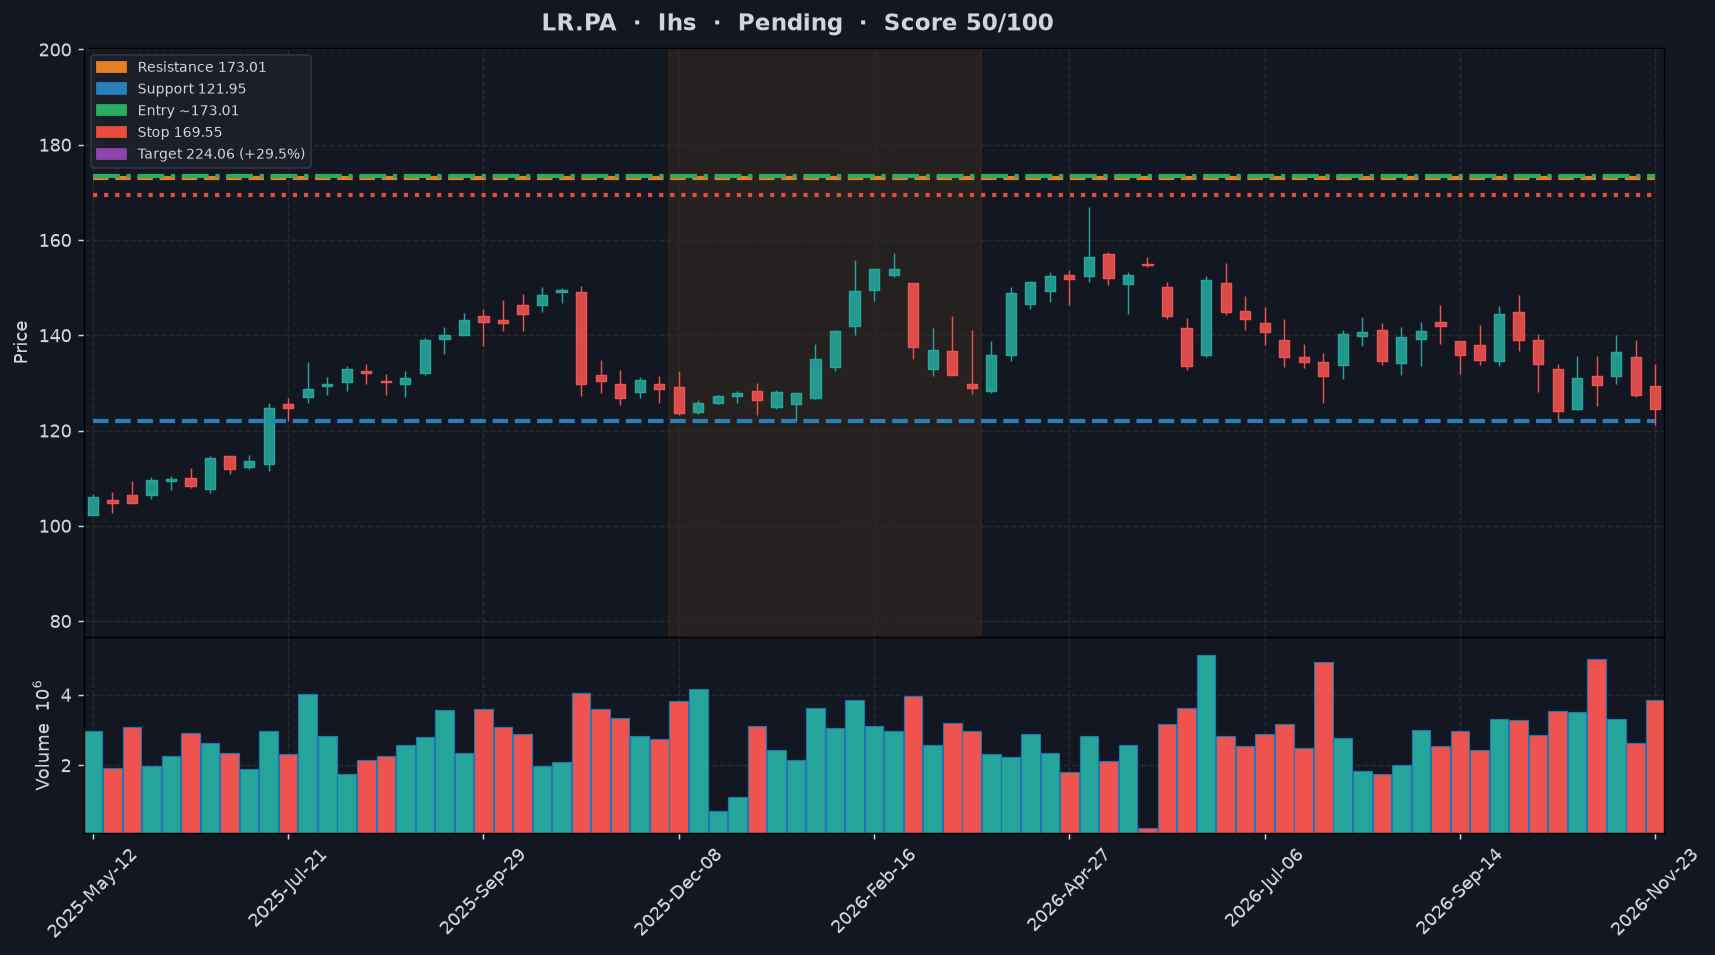 LR.PA · Ihs · Pending · Score 50/100
Resistance 173.01
Support 121.95
Entry ~173.01
Stop 169.55
Target 224.06 (+29.5%)
Price
200
180
160
140
120
100
80
Volume 10^6
4
2
2025-May-12
2025-Jul-21
2025-Sep-29
2025-Dec-08
2026-Feb-16
2026-Apr-27
2026-Jul-06
2026-Sep-14
2026-Nov-23